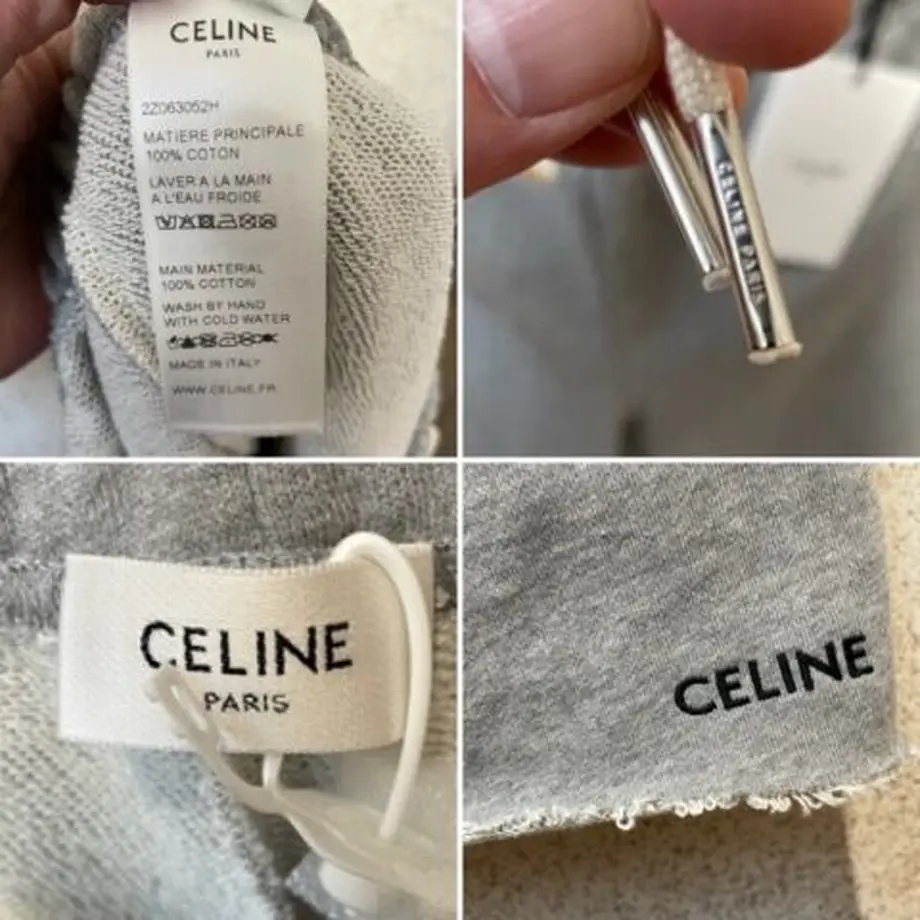 CELINE
PARIS
2Z063052H
MATIERE PRINCIPALE
100% COTON
LAVER A LA MAIN
A L'EAU FROIDE
MAIN MATERIAL
100% COTTON
WASH BY HAND
WITH COLD WATER
MADE IN ITALY
WWW.CELINE.FR
CELINE PARIS
CELINE
PARIS
CELINE